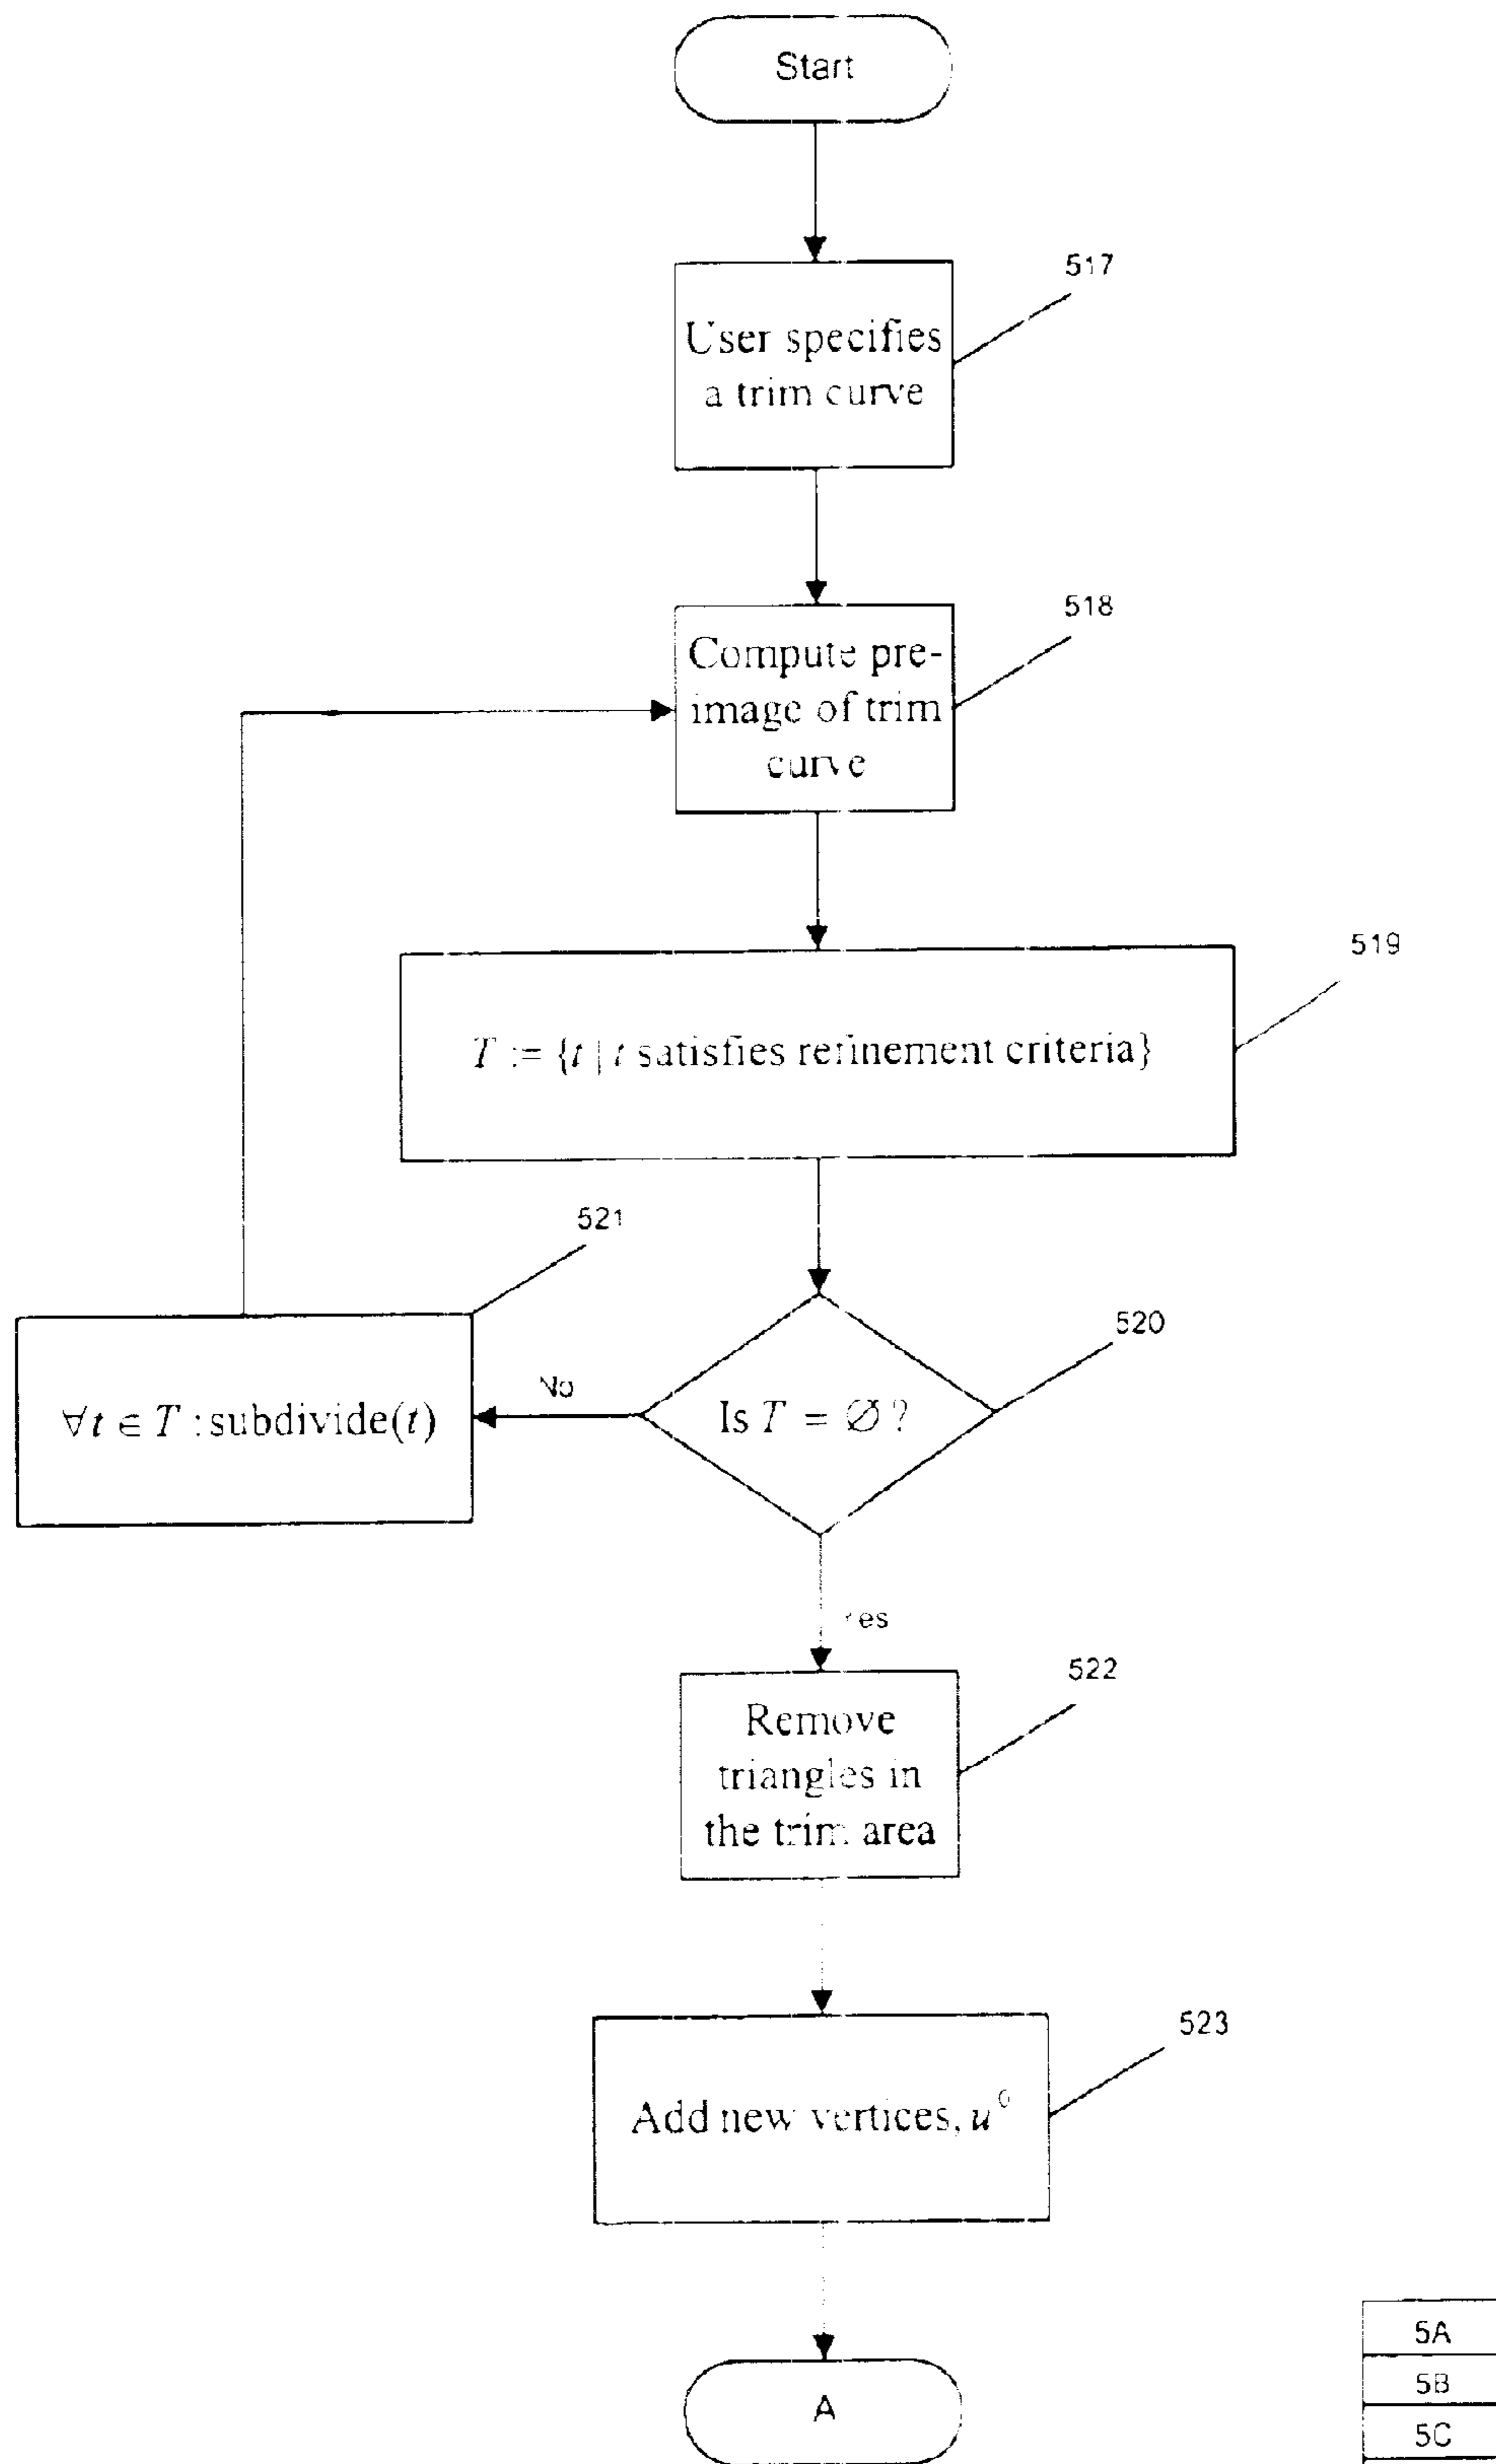 Start
517
User specifies
a trim curve
518
Compute pre-
image of trim
curve
519
T := {t | t satisfies refinement criteria}
521
520
No
∀t ∈ T : subdivide(t)
Is T = ∅ ?
Yes
522
Remove
triangles in
the trim area
523
Add new vertices, u⁰
5A
5B
A
5C